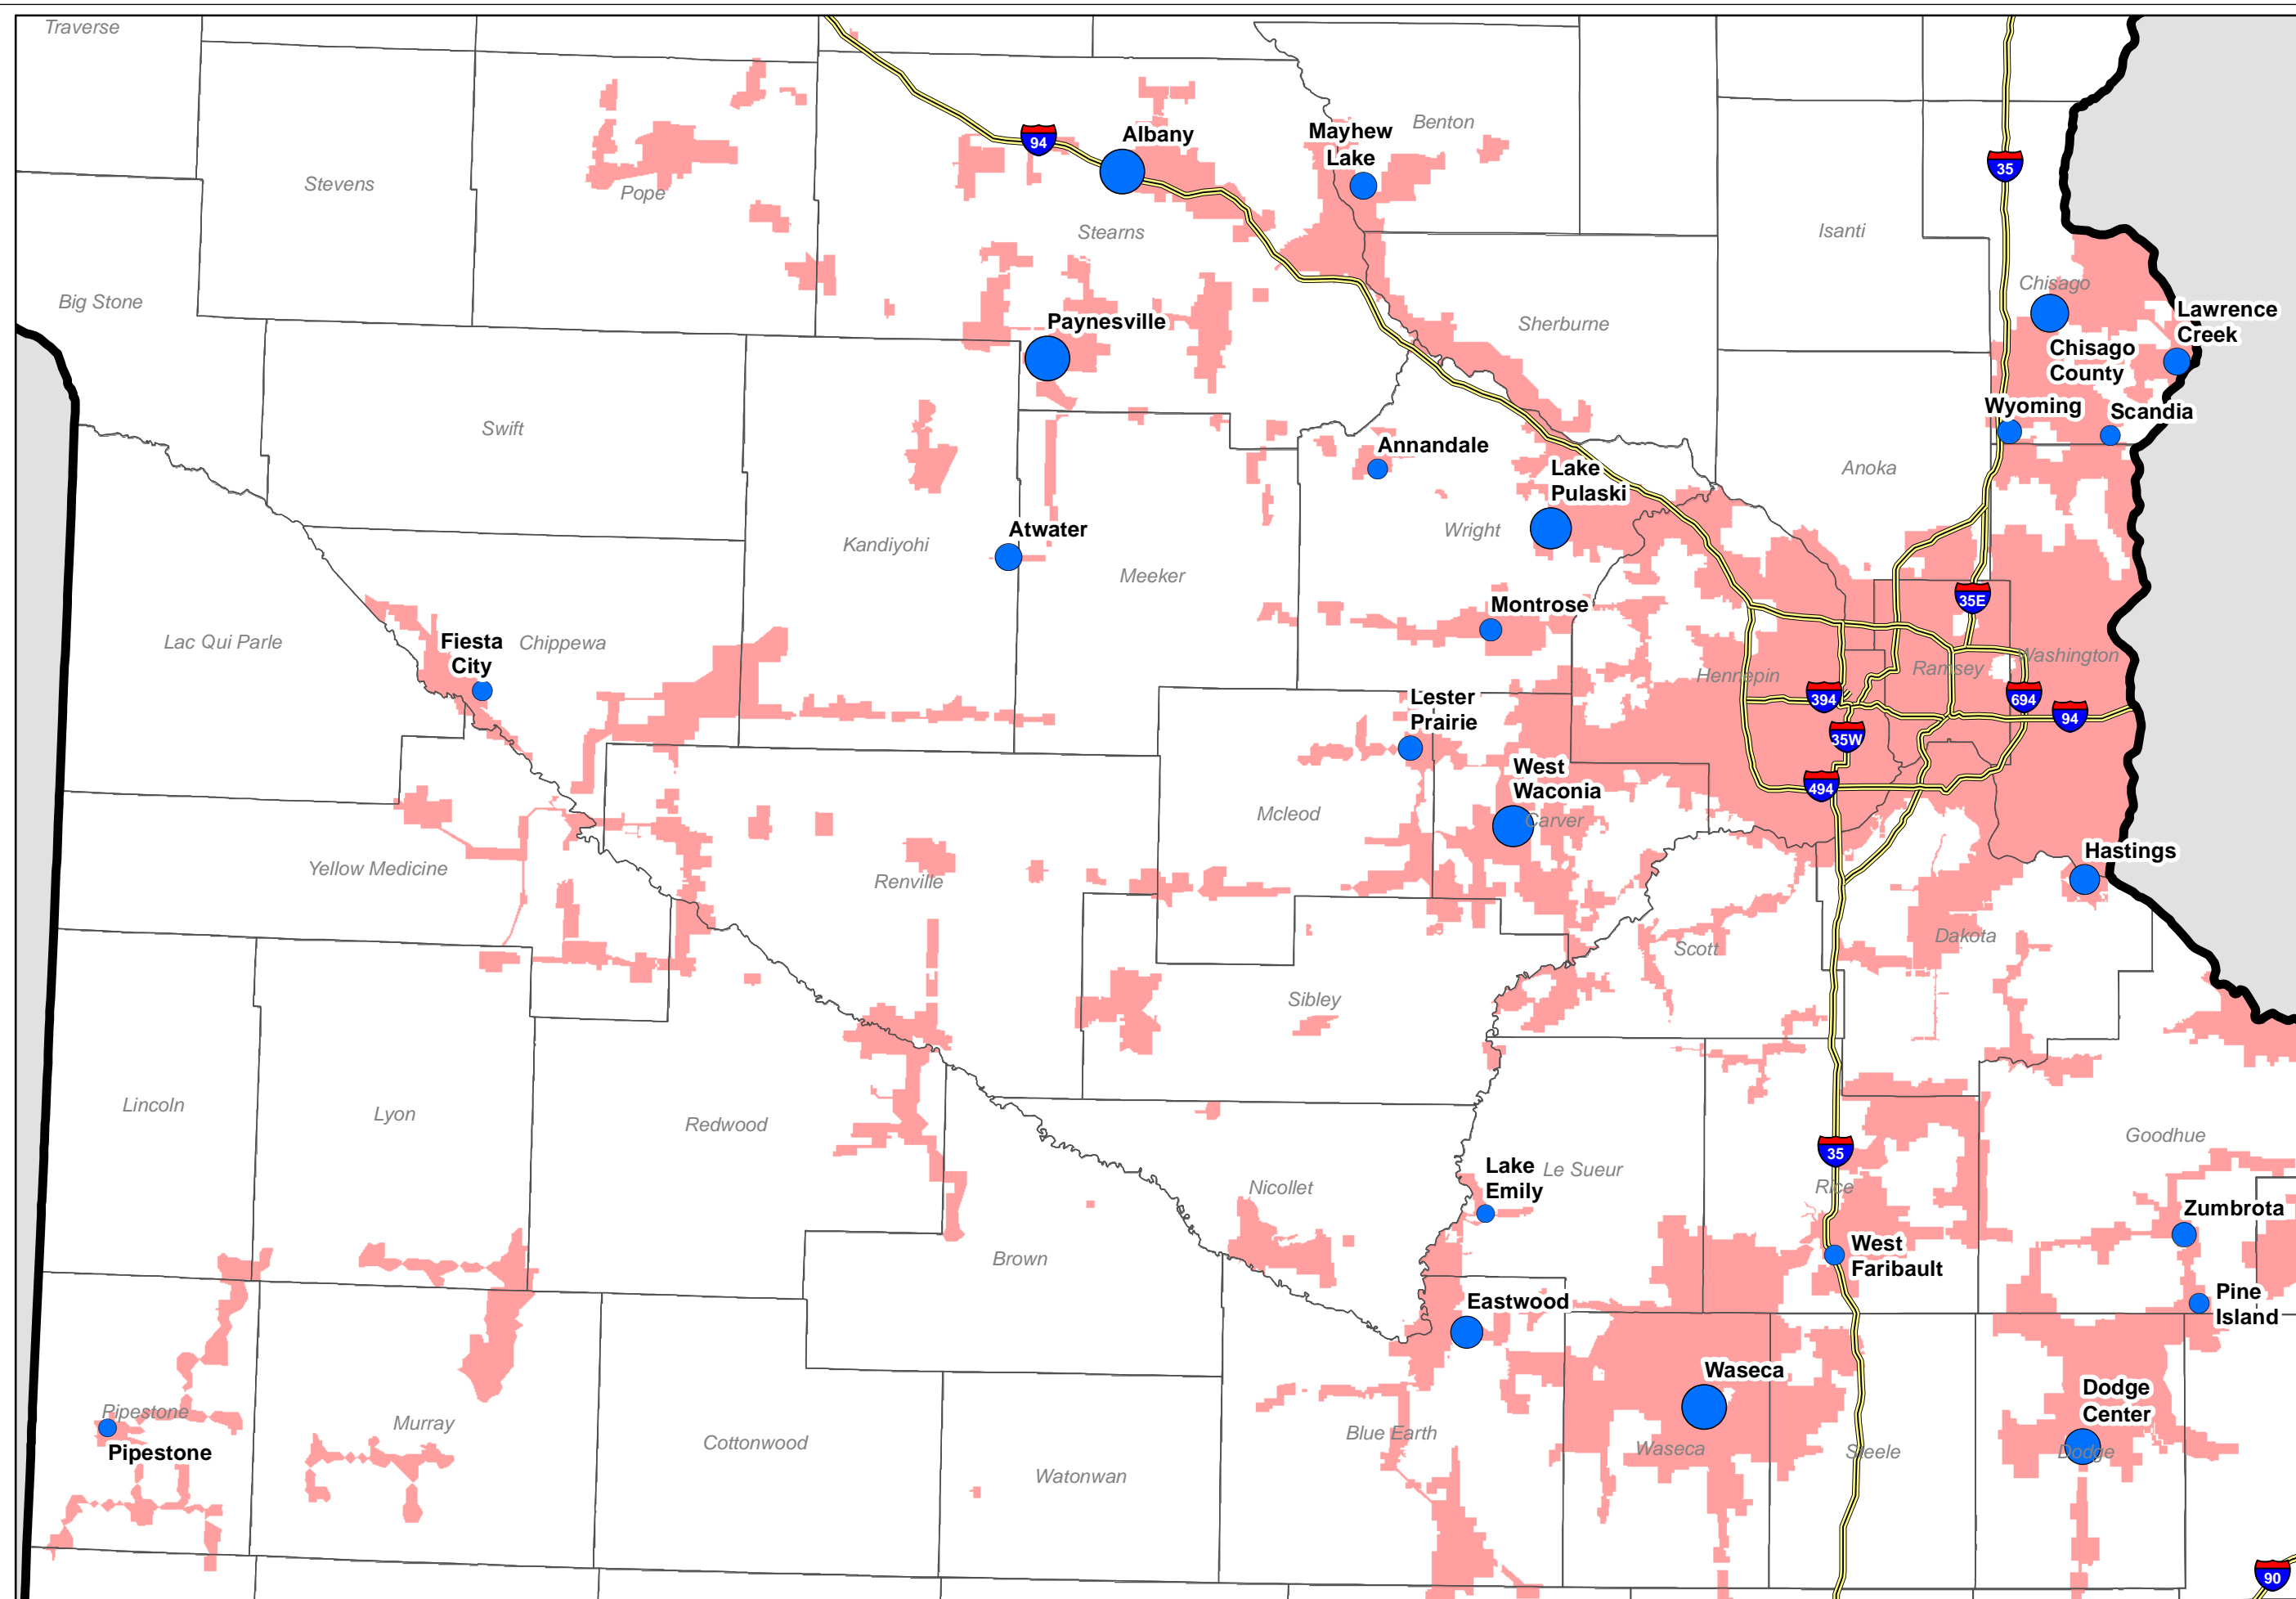 Traverse
Stevens
Pope
94
Albany
Mayhew
Lake
Benton
35
Stearns
Isanti
Big Stone
Chisago
Paynesville
Sherburne
Lawrence
Creek
Chisago
County
Swift
Wyoming
Scandia
Annandale
Anoka
Lake
Pulaski
Atwater
Kandiyohi
Wright
Meeker
35E
Montrose
Lac Qui Parle
Fiesta
City
Chippewa
Hennepin
Ramsey
Washington
Lester
Prairie
394
694
94
35W
West
Waconia
494
Mcleod
Carver
Hastings
Yellow Medicine
Renville
Scott
Dakota
Sibley
Lincoln
Lyon
Redwood
Goodhue
35
Lake
Emily
Le Sueur
Nicollet
Rice
Zumbrota
West
Faribault
Brown
Pine
Island
Eastwood
Waseca
Dodge
Center
Pipestone
Pipestone
Murray
Cottonwood
Blue Earth
Waseca
Steele
Dodge
Watonwan
90